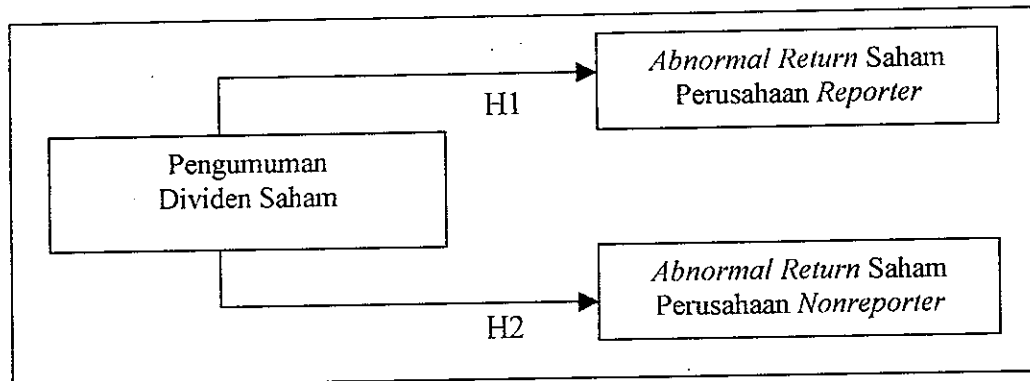 Abnormal Return Saham
Perusahaan Reporter
H1
Pengumuman
Dividen Saham
Abnormal Return Saham
Perusahaan Nonreporter
H2